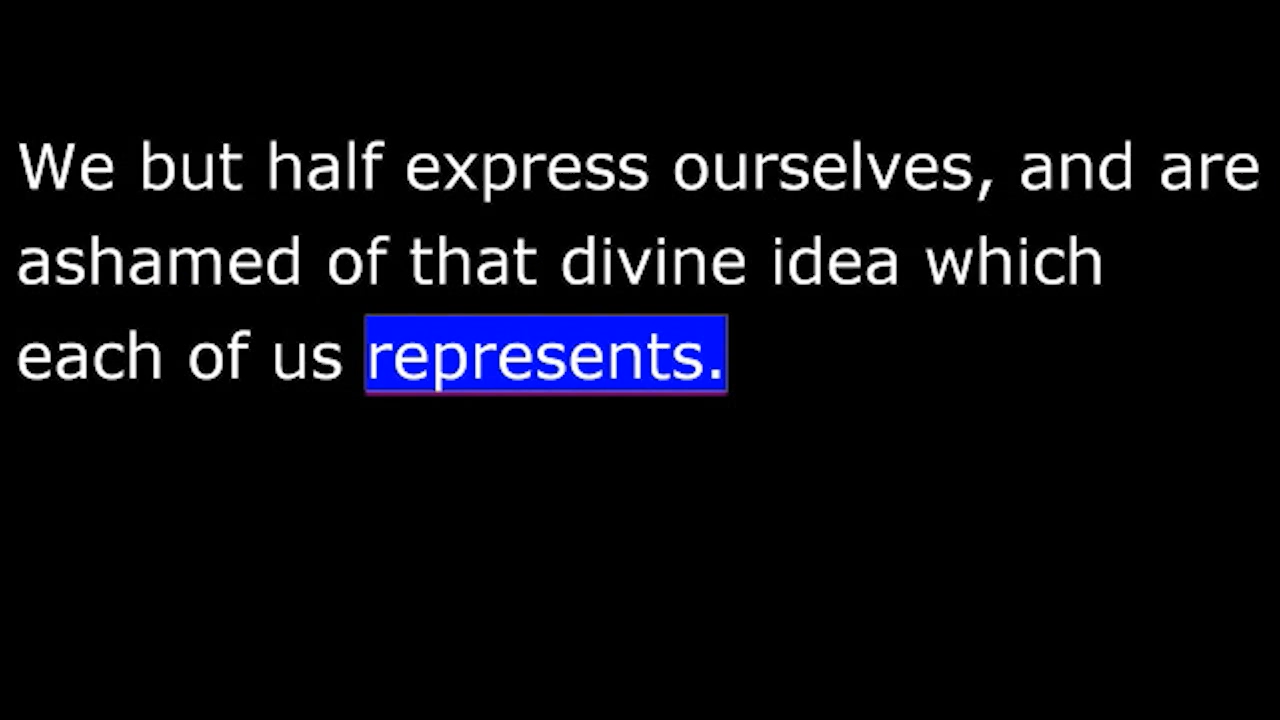 We but half express ourselves, and are
ashamed of that divine idea which
each of us represents.